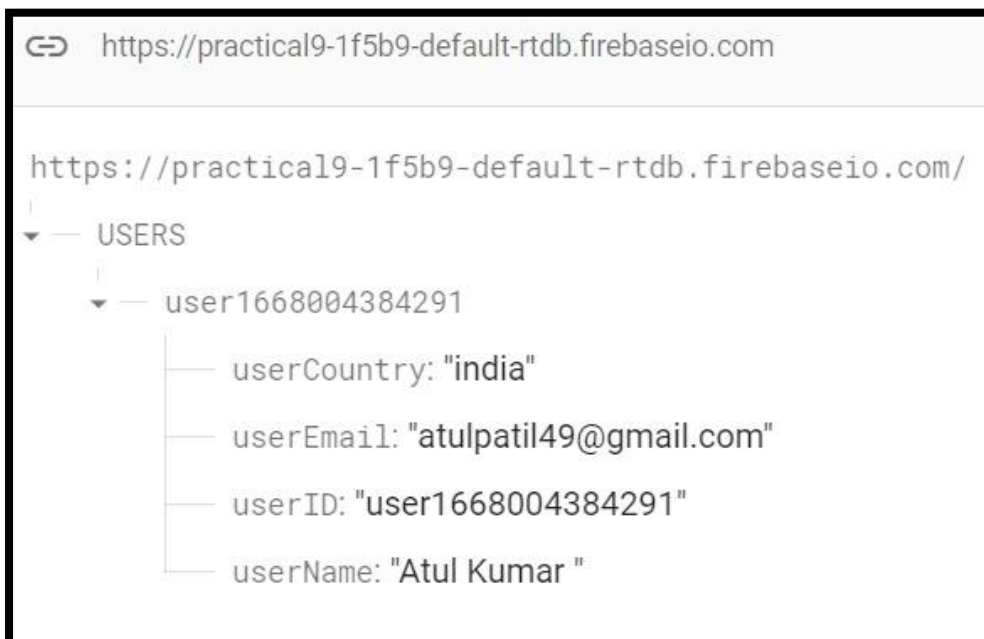 https://practical9-1f5b9-default-rtdb.firebaseio.com
https://practical9-1f5b9-default-rtdb.firebaseio.com/
USERS
user1668004384291
userCountry: "india"
userEmail: "atulpatil49@gmail.com"
userID: "user1668004384291"
userName: "Atul Kumar "